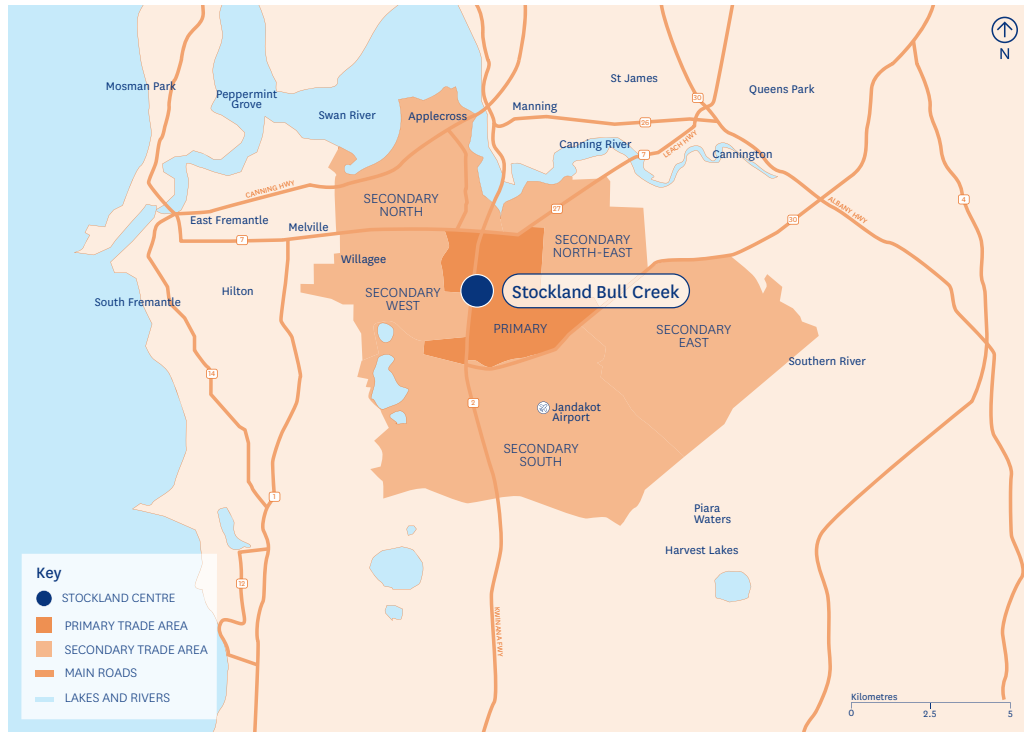 N
St James
Mosman Park
Queens Park
Peppermint
Grove
30
Manning
Swan River
Applecross
26
Canning River
LEACH HWY
7
Cannington
CANNING HWY
SECONDARY
NORTH
4
27
ALBANY HWY
East Fremantle
30
Melville
7
SECONDARY
NORTH-EAST
Willagee
Hilton
SECONDARY
WEST
Stockland Bull Creek
South Fremantle
PRIMARY
SECONDARY
EAST
Southern River
14
2
Jandakot
Airport
SECONDARY
SOUTH
1
Piara
Waters
Harvest Lakes
12
KWINANA FWY
Key
STOCKLAND CENTRE
PRIMARY TRADE AREA
SECONDARY TRADE AREA
MAIN ROADS
LAKES AND RIVERS
Kilometres
0 2.5 5